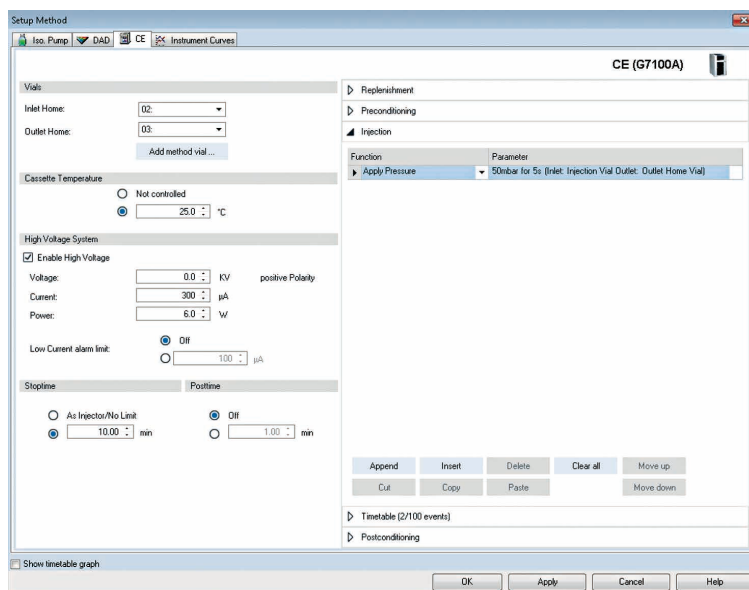 Setup Method
Iso. Pump DAD CE Instrument Curves
CE (G7100A)
Vials
Inlet Home: 02:
Outlet Home: 03:
Add method vial ...
Cassette Temperature
Not controlled
25.0 °C
High Voltage System
Enable High Voltage
Voltage: 0.0 KV positive Polarity
Current: 300 µA
Power: 6.0 W
Low Current alarm limit: Off
100 µA
Stoptime Posttime
As Injector/No Limit Off
10.00 min 1.00 min
Replenishment
Preconditioning
Injection
Function Parameter
Apply Pressure 50mbar for 5s (Inlet: Injection Vial Outlet: Outlet Home Vial)
Append Insert Delete Clear all Move up
Cut Copy Paste Move down
Timetable (2/100 events)
Postconditioning
Show timetable graph
OK Apply Cancel Help